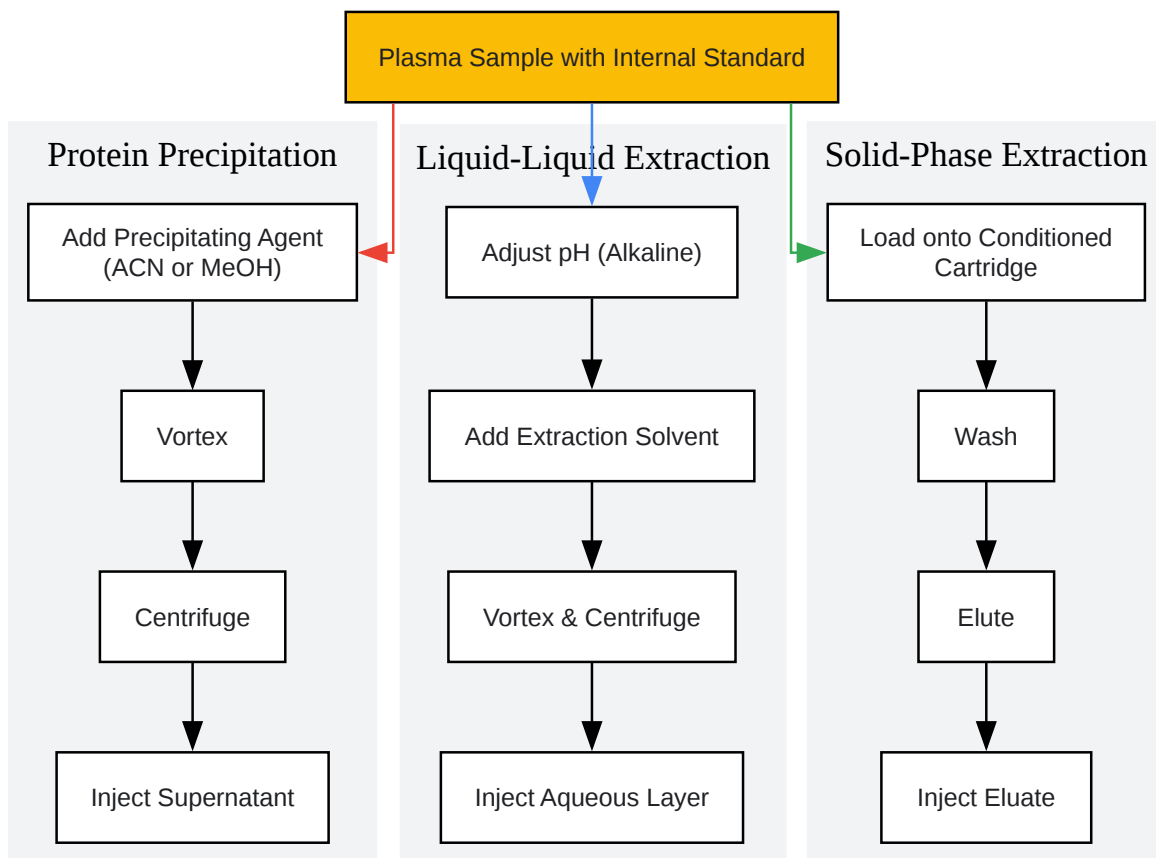 Plasma Sample with Internal Standard
Protein Precipitation
Add Precipitating Agent
(ACN or MeOH)
Vortex
Centrifuge
Inject Supernatant
Liquid-Liquid Extraction
Adjust pH (Alkaline)
Add Extraction Solvent
Vortex & Centrifuge
Inject Aqueous Layer
Solid-Phase Extraction
Load onto Conditioned
Cartridge
Wash
Elute
Inject Eluate